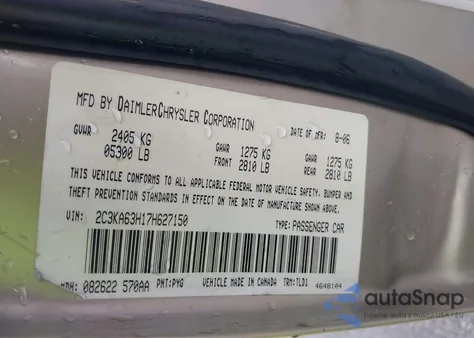 MFD BY DAIMLERCHRYSLER CORPORATION
DATE OF MFR: 8-06
GVWR 2405 KG 05300 LB
GAWR FRONT 1275 KG 2810 LB
GAWR REAR 1275 KG 2810 LB
THIS VEHICLE CONFORMS TO ALL APPLICABLE FEDERAL MOTOR VEHICLE SAFETY, BUMPER AND
THEFT PREVENTION STANDARDS IN EFFECT ON THE DATE OF MANUFACTURE SHOWN ABOVE.
VIN: 2C3KA63H17H627150 TYPE: PASSENGER CAR
MDH: 082622 570AA PNT: PYG VEHICLE MADE IN CANADA TRM: TLD1 4648104
autoSnap